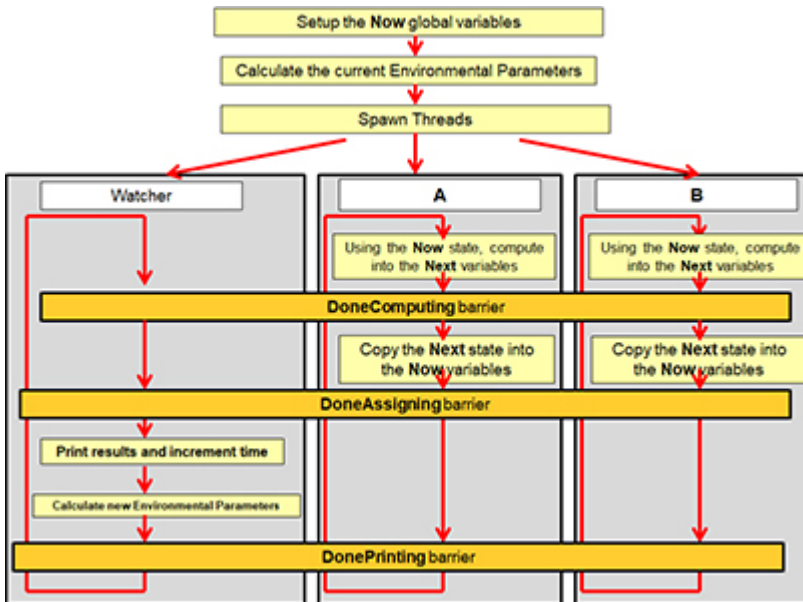 Setup the Now global variables
Calculate the current Environmental Parameters
Spawn Threads
Watcher
A
B
Using the Now state, compute
into the Next variables
Using the Now state, compute
into the Next variables
DoneComputing barrier
Copy the Next state into
the Now variables
Copy the Next state into
the Now variables
DoneAssigning barrier
Print results and increment time
Calculate new Environmental Parameters
DonePrinting barrier